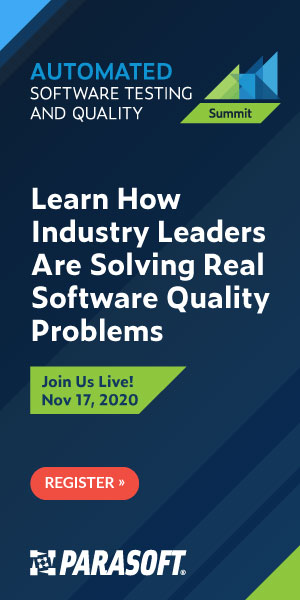 AUTOMATED
SOFTWARE TESTING
AND QUALITY
Summit
Learn How
Industry Leaders
Are Solving Real
Software Quality
Problems
Join Us Live!
Nov 17, 2020
REGISTER »
PARASOFT®